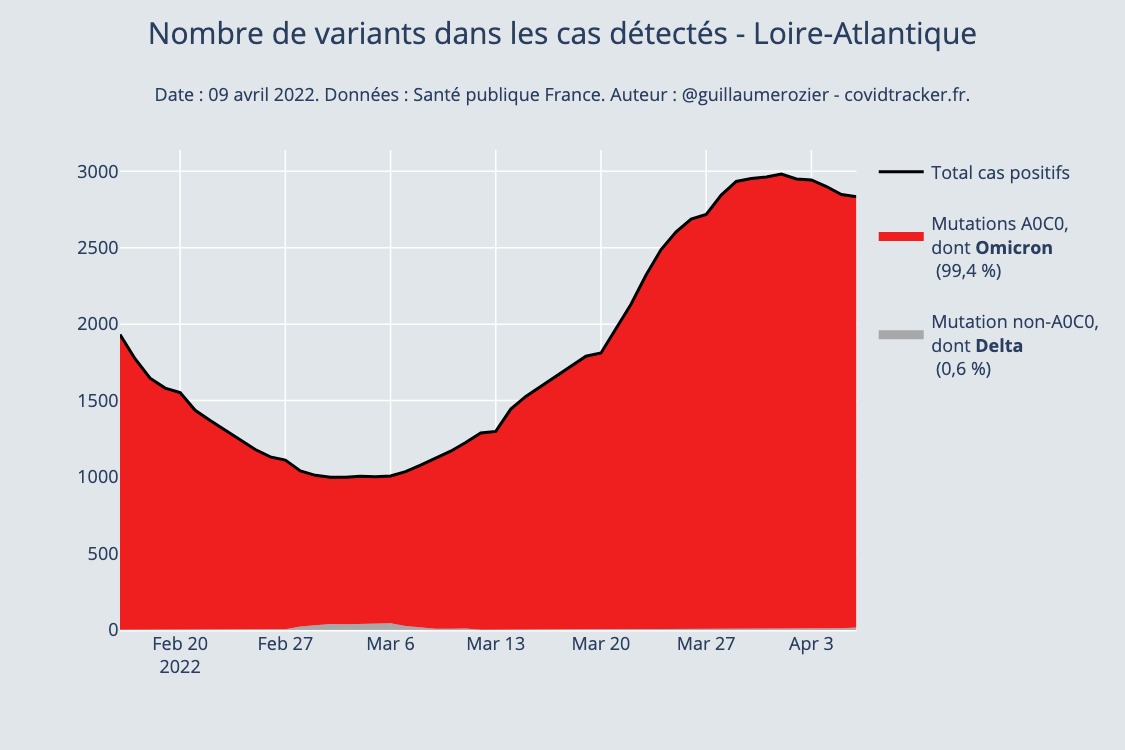 Nombre de variants dans les cas détectés - Loire-Atlantique
Date : 09 avril 2022. Données : Santé publique France. Auteur : @guillaumerozier - covidtracker.fr.
3000
2500
2000
1500
1000
500
0
Feb 20
2022
Feb 27
Mar 6
Mar 13
Mar 20
Mar 27
Apr 3
Total cas positifs
Mutations A0C0,
dont Omicron
(99,4 %)
Mutation non-A0C0,
dont Delta
(0,6 %)